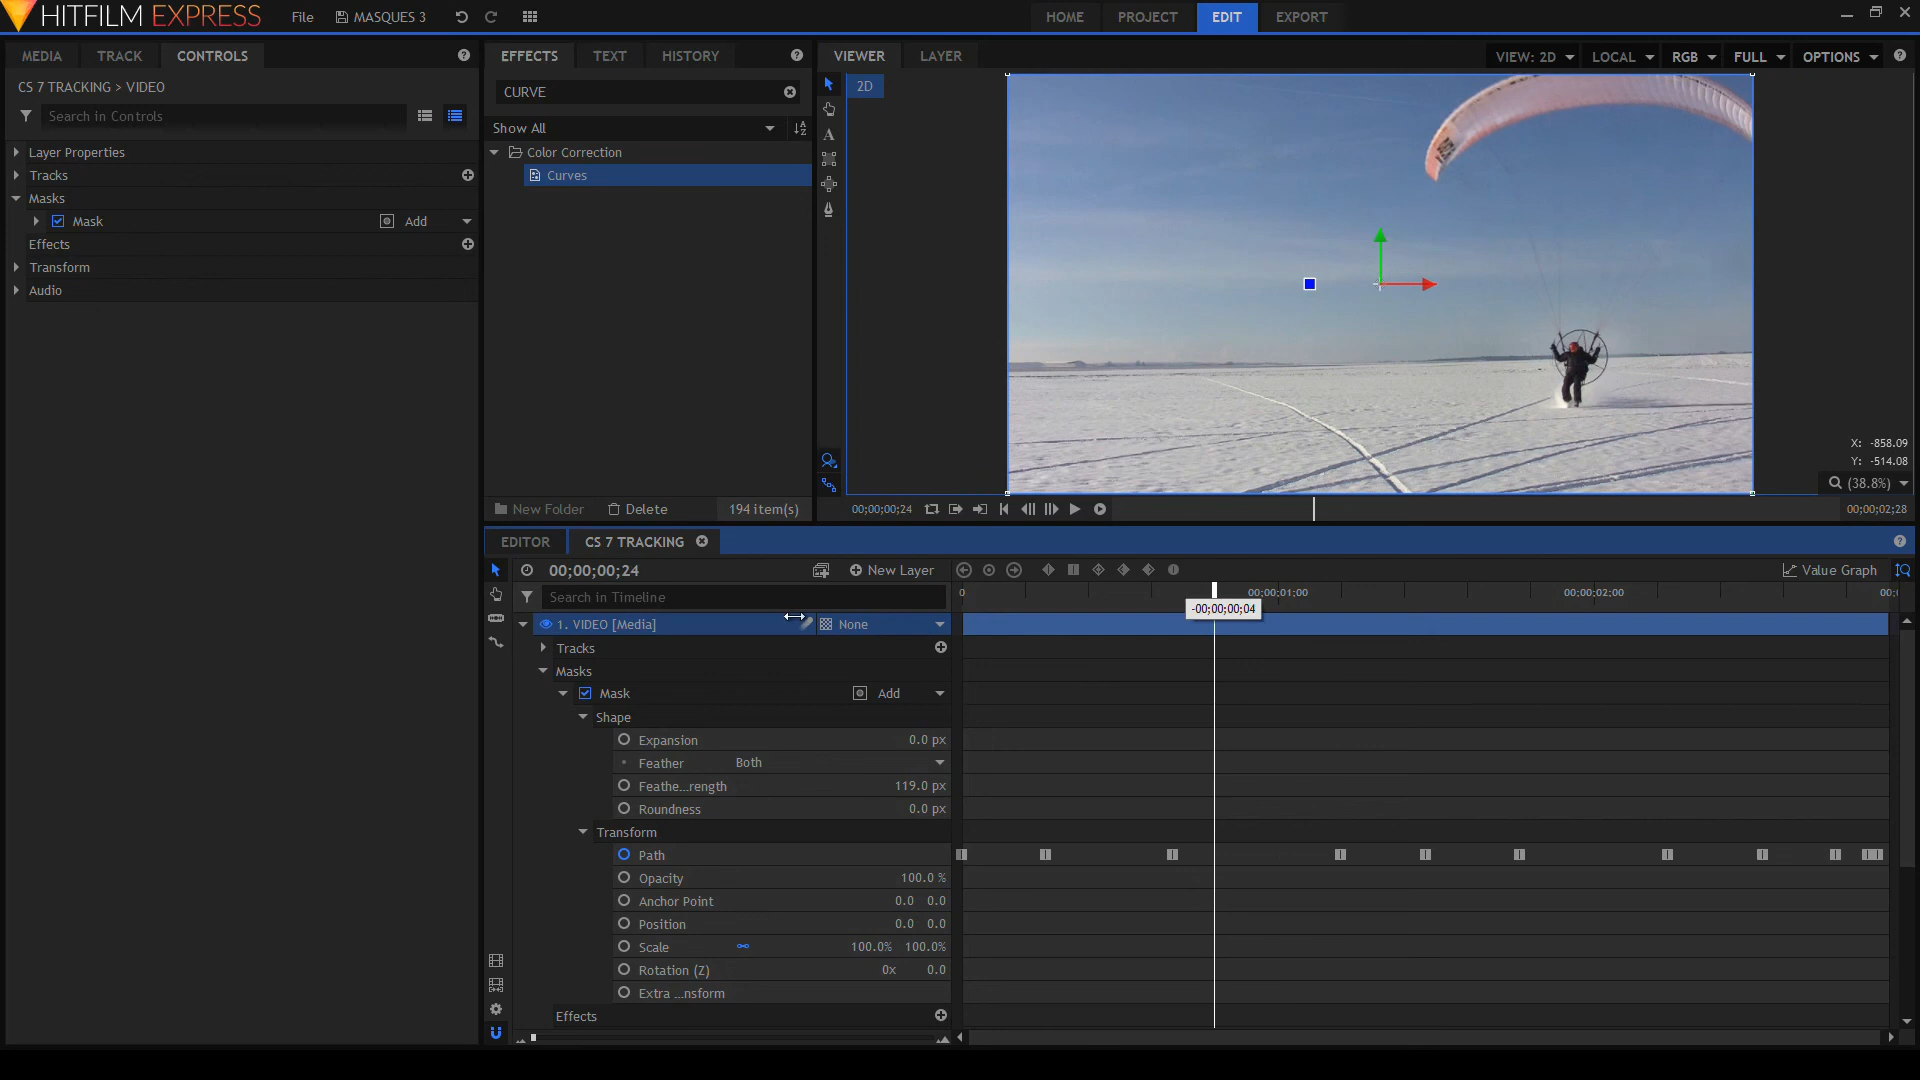 HITFILM EXPRESS
File
MASQUES 3
HOME
PROJECT
EDIT
EXPORT
MEDIA
TRACK
CONTROLS
CS 7 TRACKING > VIDEO
Search in Controls
Layer Properties
Tracks
Masks
Mask
Add
Effects
Transform
Audio
EFFECTS
TEXT
HISTORY
CURVE
Show All
Color Correction
Curves
New Folder
Delete
194 item(s)
VIEWER
LAYER
VIEW: 2D
LOCAL
RGB
FULL
OPTIONS
2D
X: -858.09
Y: -514.08
(38.8%)
00;00;00;24
00;00;02;28
EDITOR
CS 7 TRACKING
00;00;00;24
New Layer
Value Graph
Search in Timeline
0
00;00;01;00
00;00;02;00
00;0
-00;00;00;04
1. VIDEO [Media]
None
Tracks
Masks
Mask
Add
Shape
Expansion
0.0 px
Feather
Both
Feathe...rength
119.0 px
Roundness
0.0 px
Transform
Path
Opacity
100.0 %
Anchor Point
0.0 0.0
Position
0.0 0.0
Scale
100.0% 100.0%
Rotation (Z)
0x 0.0
Extra ...nsform
Effects